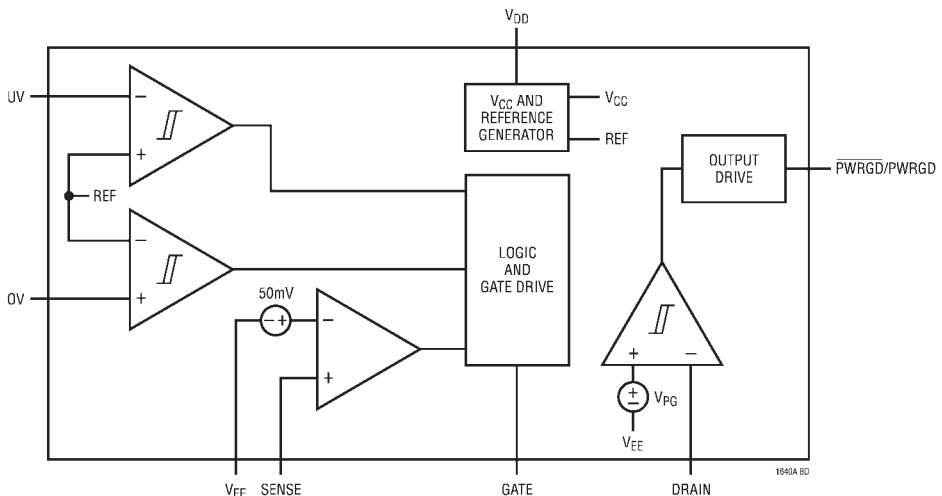 VDD
UV
−
+
REF
VCC AND
REFERENCE
GENERATOR
VCC
REF
OUTPUT
DRIVE
PWRGD/PWRGD
−
+
OV
LOGIC
AND
GATE DRIVE
50mV
− +
−
+
+ −
+
−
VPG
VEE
1640A BD
VEE SENSE GATE DRAIN